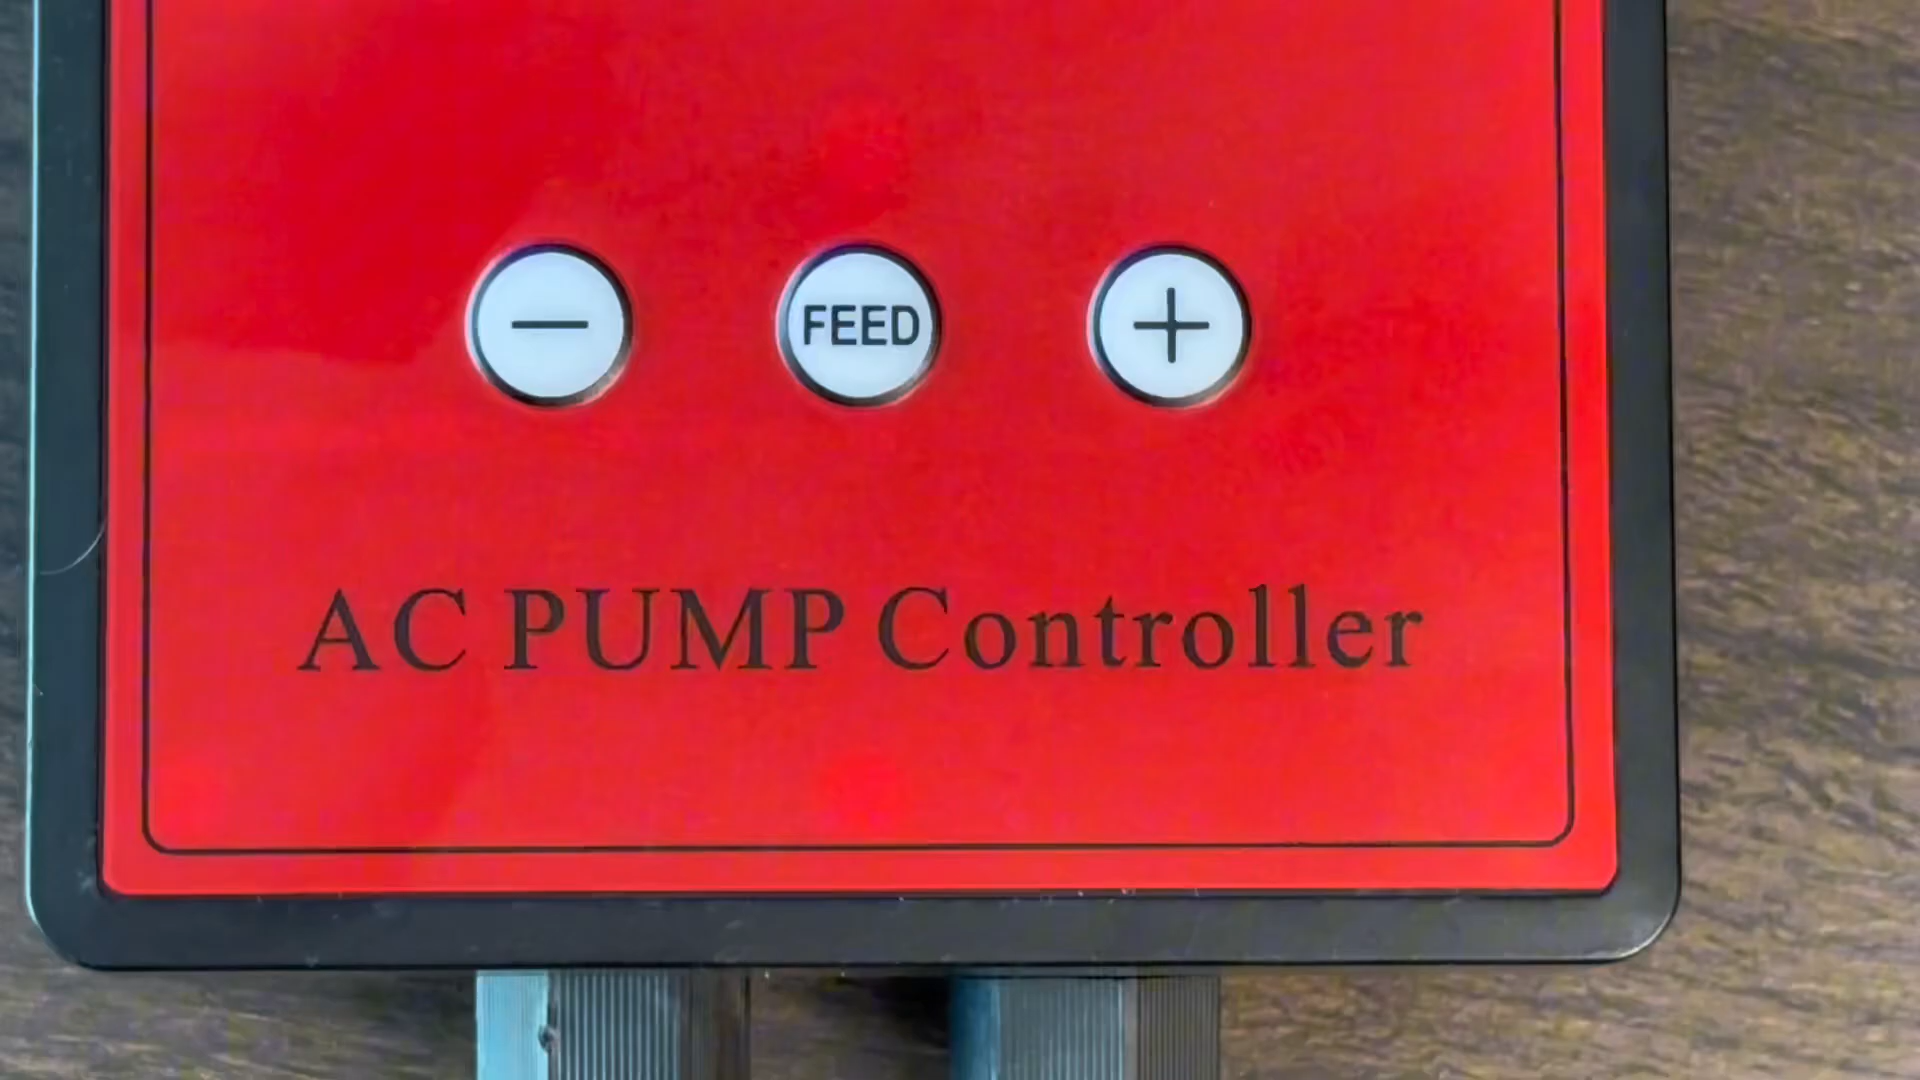 − FEED +
AC PUMP Controller